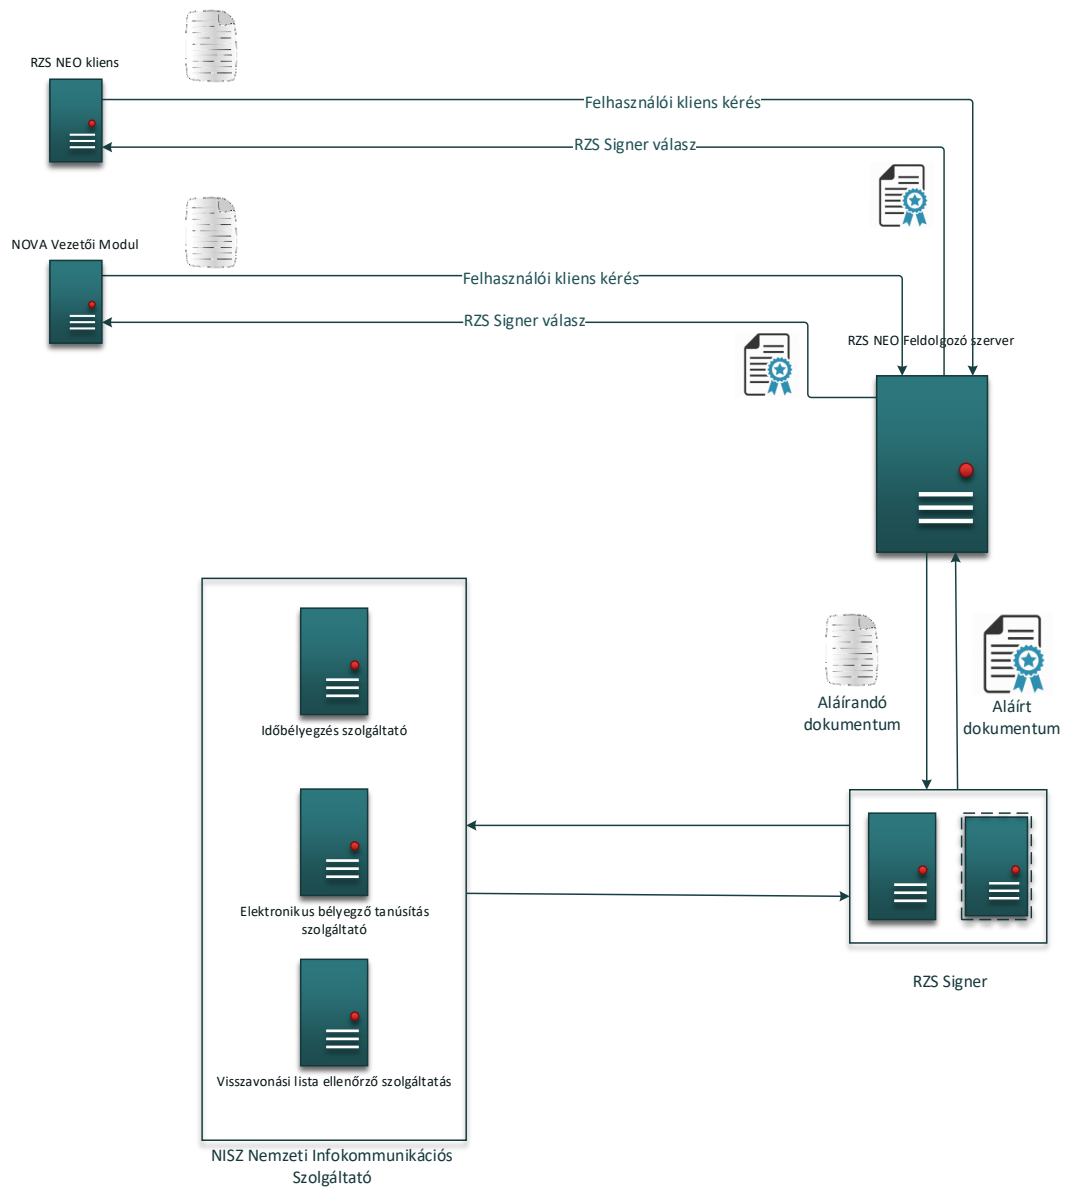 RZS NEO kliens
Felhasználói kliens kérés
RZS Signer válasz
NOVA Vezetői Modul
Felhasználói kliens kérés
RZS Signer válasz
RZS NEO Feldolgozó szerver
Aláírandó
dokumentum
Aláírt
dokumentum
Időbélyegzés szolgáltató
Elektronikus bélyegző tanúsítás
szolgáltató
Visszavonási lista ellenőrző szolgáltatás
RZS Signer
NISZ Nemzeti Infokommunikációs
Szolgáltató